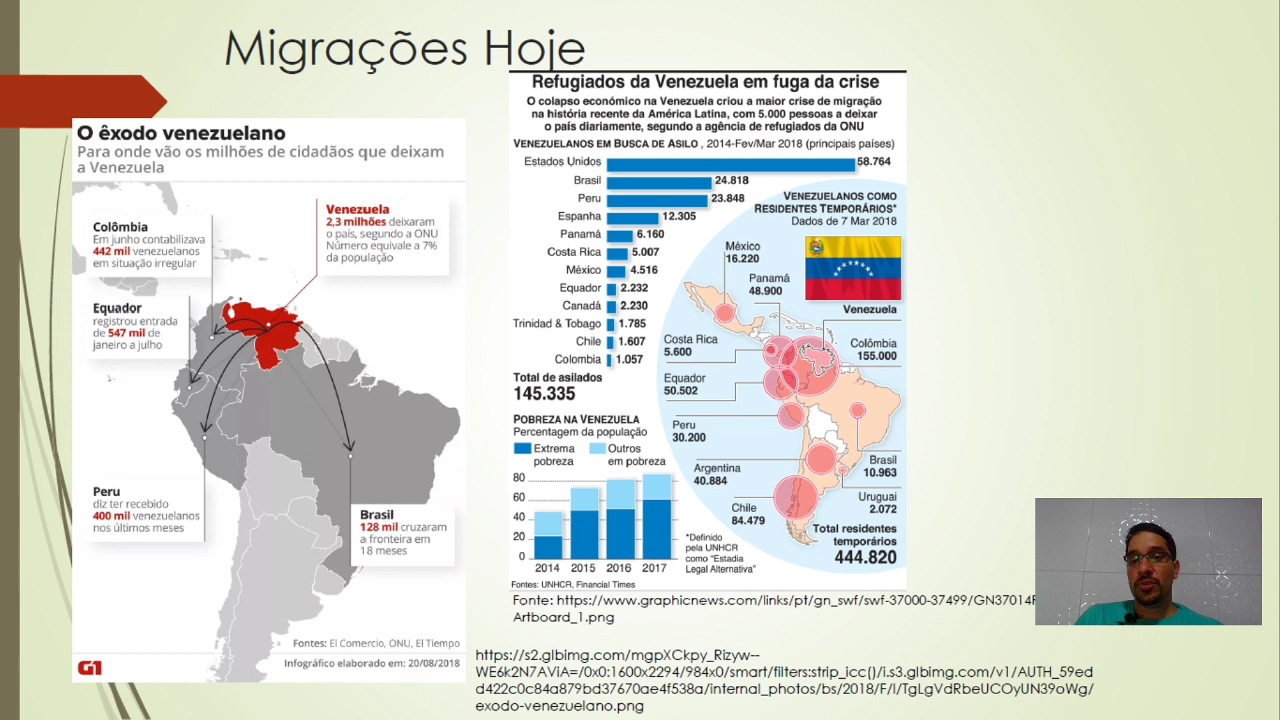 Migrações Hoje
O êxodo venezuelano
Para onde vão os milhões de cidadãos que deixam
a Venezuela
Colômbia
Em junho contabilizava
442 mil venezuelanos
em situação irregular
Venezuela
2,3 milhões deixaram
o país, segundo a ONU
Número equivale a 7%
da população
Equador
registrou entrada
de 547 mil de
janeiro a julho
Peru
diz ter recebido
400 mil venezuelanos
nos últimos meses
Brasil
128 mil cruzaram
a fronteira em
18 meses
Fontes: El Comercio, ONU, El Tiempo
G1
Infográfico elaborado em: 20/08/2018
Refugiados da Venezuela em fuga da crise
O colapso económico na Venezuela criou a maior crise de migração
na história recente da América Latina, com 5.000 pessoas a deixar
o país diariamente, segundo a agência de refugiados da ONU
VENEZUELANOS EM BUSCA DE ASILO , 2014-Fev/Mar 2018 (principais países)
Estados Unidos 58.764
Brasil 24.818
Peru 23.848
Espanha 12.305
Panamá 6.160
Costa Rica 5.007
México 4.516
Equador 2.232
Canadá 2.230
Trinidad & Tobago 1.785
Chile 1.607
Colombia 1.057
Total de asilados
145.335
POBREZA NA VENEZUELA
Percentagem da população
Extrema
pobreza
Outros
em pobreza
80
60
40
20
0
2014 2015 2016 2017
VENEZUELANOS COMO
RESIDENTES TEMPORÁRIOS*
Dados de 7 Mar 2018
México
16.220
Panamá
48.900
Venezuela
Costa Rica
5.600
Colômbia
155.000
Equador
50.502
Peru
30.200
Brasil
10.963
Argentina
40.884
Uruguai
2.072
Chile
84.479
Total residentes
temporários
444.820
*Definido
pela UNHCR
como “Estadia
Legal Alternativa”
Fontes: UNHCR, Financial Times
Fonte: https://www.graphicnews.com/links/pt/gn_swf/swf-37000-37499/GN37014
Artboard_1.png
https://s2.glbimg.com/mgpXCkpy_Rizyw--
WE6k2N7AViA=/0x0:1600x2294/984x0/smart/filters:strip_icc()/i.s3.glbimg.com/v1/AUTH_59ed
d422c0c84a879bd37670ae4f538a/internal_photos/bs/2018/F/l/TgLgVdRbeUCOyUN39oWg/
exodo-venezuelano.png